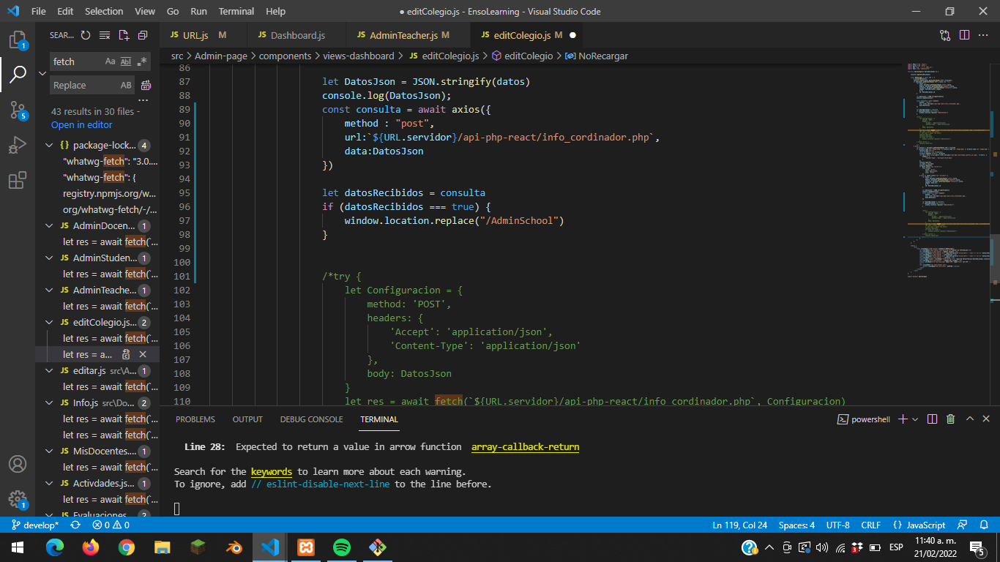 File Edit Selection View Go Run Terminal Help
● editColegio.js - EnsoLearning - Visual Studio Code
SEAR...
JS URL.js M
JS Dashboard.js
JS AdminTeacher.js M
JS editColegio.js M ●
src > Admin-page > components > views-dashboard > JS editColegio.js > editColegio > NoRecargar
1
5
1
fetch
Aa Abl .*
Replace AB
...
43 results in 30 files -
Open in editor
{} package-lock... 4
"whatwg-fetch": "3.0....
"whatwg-fetch": {
registry.npmjs.org/w...
org/whatwg-fetch/-/...
JS AdminDocen... 1
let res = await fetch(`...
JS AdminStuden... 1
let res = await fetch(`...
JS AdminTeache... 1
let res = await fetch(`...
JS editColegio.js... 2
let res = await fetch(`...
let res = a...
JS editar.js src\A... 1
let res = await fetch(`...
JS Info.js src\Do... 2
let res = await fetch(`...
let res = await fetch(`...
JS MisDocentes.... 1
let res = await fetch(`...
JS Activdades.js... 1
let res = await fetch(`...
JS Evaluaciones... 2
86
87 let DatosJson = JSON.stringify(datos)
88 console.log(DatosJson);
89 const consulta = await axios({
90 method : "post",
91 url:`${URL.servidor}/api-php-react/info_cordinador.php`,
92 data:DatosJson
93 })
94
95 let datosRecibidos = consulta
96 if (datosRecibidos === true) {
97 window.location.replace("/AdminSchool")
98 }
99
100
101 /*try {
102 let Configuracion = {
103 method: 'POST',
104 headers: {
105 'Accept': 'application/json',
106 'Content-Type': 'application/json'
107 },
108 body: DatosJson
109 }
110 let res = await fetch(`${URL.servidor}/api-php-react/info_cordinador.php`, Configuracion)
PROBLEMS OUTPUT DEBUG CONSOLE TERMINAL
powershell
Line 28: Expected to return a value in arrow function array-callback-return
Search for the keywords to learn more about each warning.
To ignore, add // eslint-disable-next-line to the line before.
develop* 0 0
Ln 119, Col 24 Spaces: 4 UTF-8 CRLF {} JavaScript
ESP
11:40 a. m.
21/02/2022
5